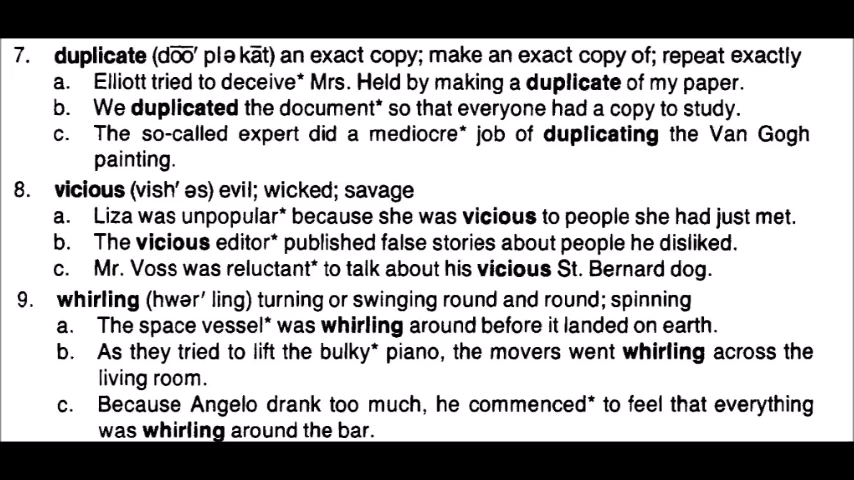 7. duplicate (do͞o′ plə kāt) an exact copy; make an exact copy of; repeat exactly
a. Elliott tried to deceive* Mrs. Held by making a duplicate of my paper.
b. We duplicated the document* so that everyone had a copy to study.
c. The so-called expert did a mediocre* job of duplicating the Van Gogh
painting.
8. vicious (vish′ əs) evil; wicked; savage
a. Liza was unpopular* because she was vicious to people she had just met.
b. The vicious editor* published false stories about people he disliked.
c. Mr. Voss was reluctant* to talk about his vicious St. Bernard dog.
9. whirling (hwər′ ling) turning or swinging round and round; spinning
a. The space vessel* was whirling around before it landed on earth.
b. As they tried to lift the bulky* piano, the movers went whirling across the
living room.
c. Because Angelo drank too much, he commenced* to feel that everything
was whirling around the bar.